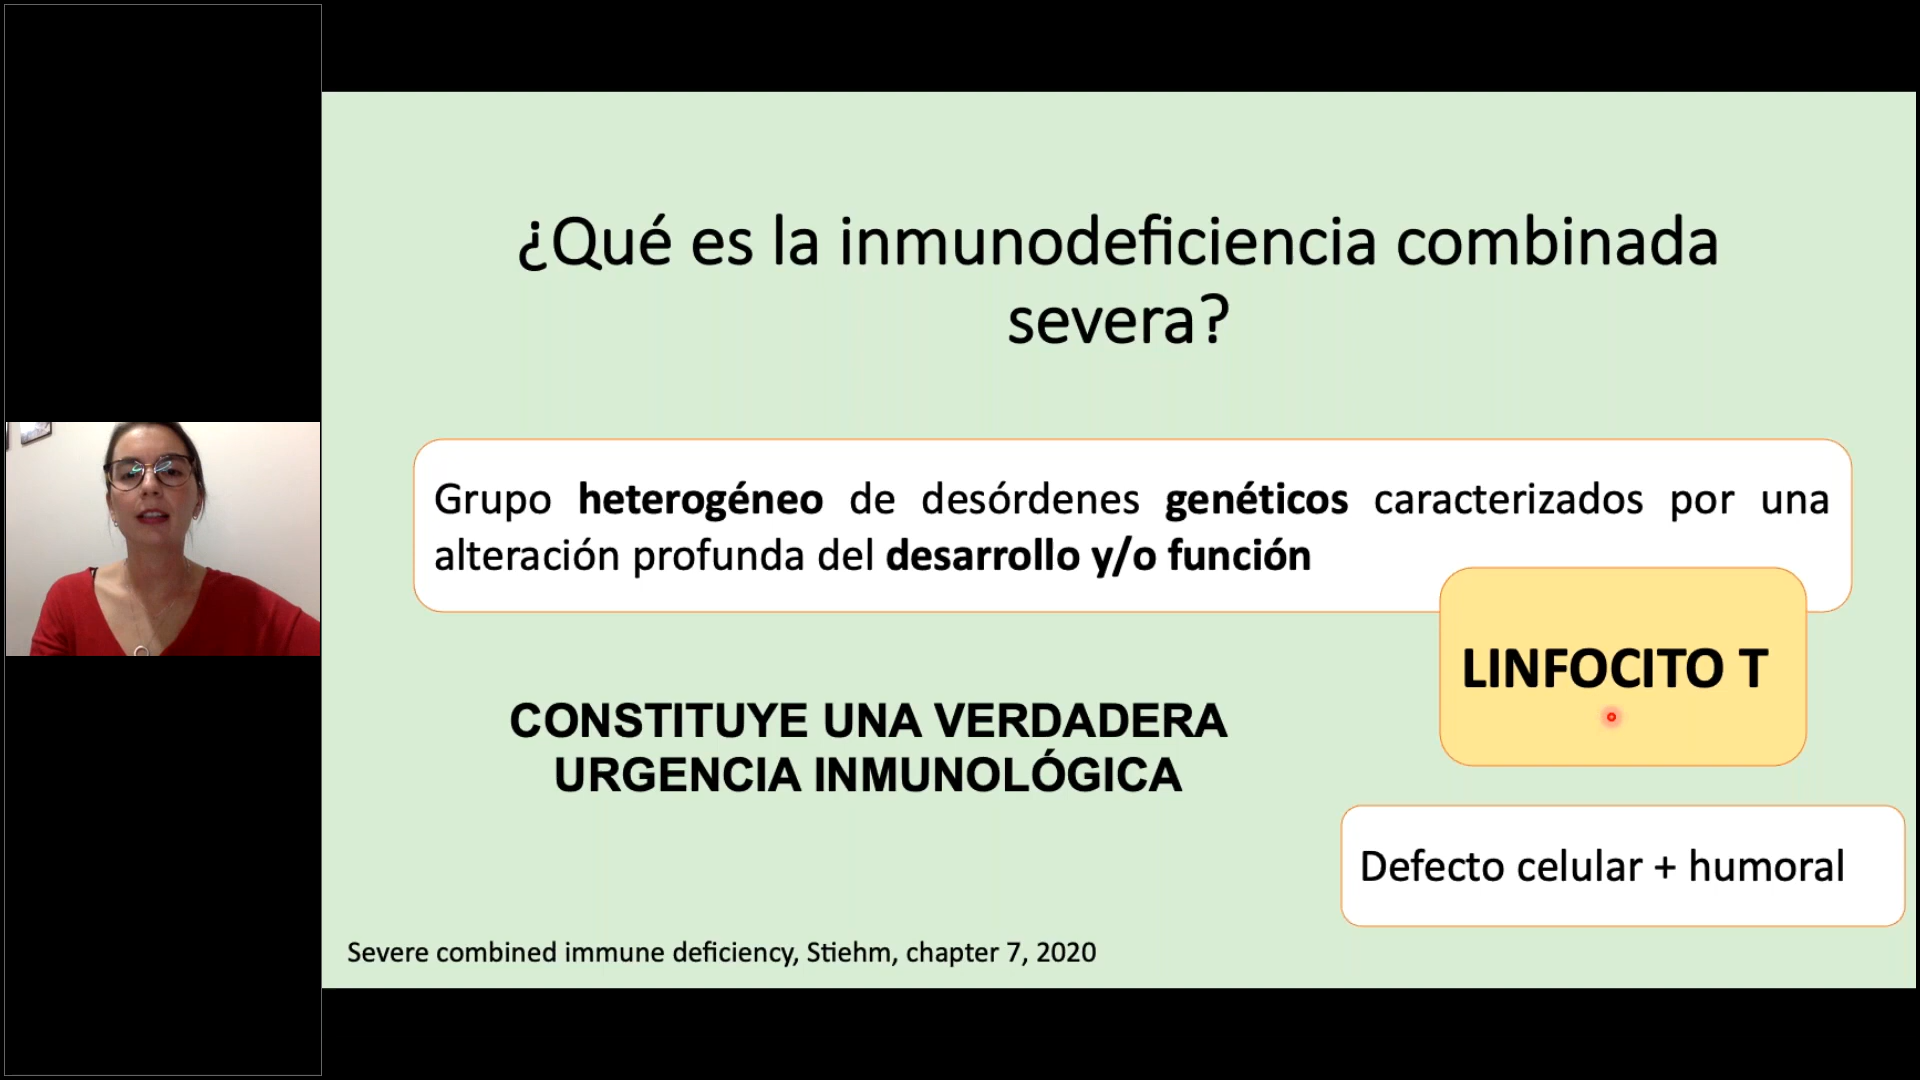 ¿Qué es la inmunodeficiencia combinada
severa?
Grupo heterogéneo de desórdenes genéticos caracterizados por una
alteración profunda del desarrollo y/o función
LINFOCITO T
CONSTITUYE UNA VERDADERA
URGENCIA INMUNOLÓGICA
Defecto celular + humoral
Severe combined immune deficiency, Stiehm, chapter 7, 2020